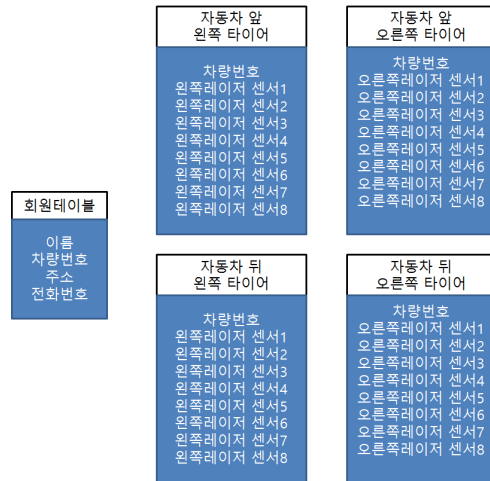 자동차 앞
왼쪽 타이어
차량번호
왼쪽레이저 센서1
왼쪽레이저 센서2
왼쪽레이저 센서3
왼쪽레이저 센서4
왼쪽레이저 센서5
왼쪽레이저 센서6
왼쪽레이저 센서7
왼쪽레이저 센서8
자동차 앞
오른쪽 타이어
차량번호
오른쪽레이저 센서1
오른쪽레이저 센서2
오른쪽레이저 센서3
오른쪽레이저 센서4
오른쪽레이저 센서5
오른쪽레이저 센서6
오른쪽레이저 센서7
오른쪽레이저 센서8
회원테이블
이름
차량번호
주소
전화번호
자동차 뒤
왼쪽 타이어
차량번호
왼쪽레이저 센서1
왼쪽레이저 센서2
왼쪽레이저 센서3
왼쪽레이저 센서4
왼쪽레이저 센서5
왼쪽레이저 센서6
왼쪽레이저 센서7
왼쪽레이저 센서8
자동차 뒤
오른쪽 타이어
차량번호
오른쪽레이저 센서1
오른쪽레이저 센서2
오른쪽레이저 센서3
오른쪽레이저 센서4
오른쪽레이저 센서5
오른쪽레이저 센서6
오른쪽레이저 센서7
오른쪽레이저 센서8